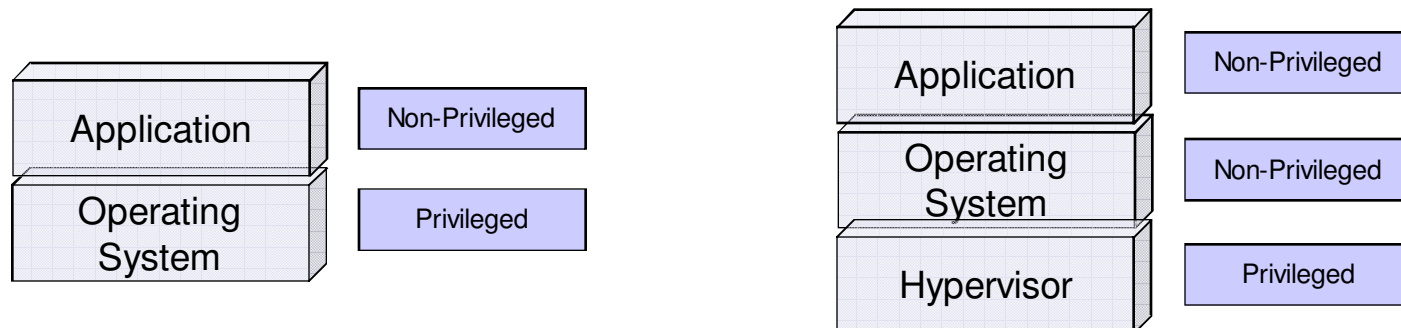 Application
Non-Privileged
Operating
System
Privileged
Application
Non-Privileged
Operating
System
Non-Privileged
Hypervisor
Privileged